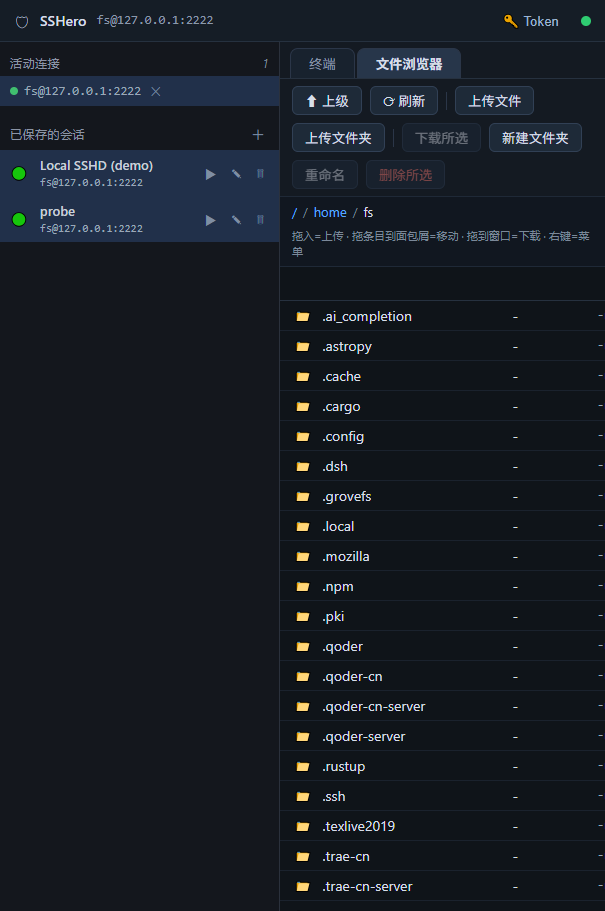 SSHero fs@127.0.0.1:2222 Token
活动连接 1
fs@127.0.0.1:2222 ×
已保存的会话 +
Local SSHD (demo)
fs@127.0.0.1:2222
probe
fs@127.0.0.1:2222
终端 文件浏览器
上级 刷新 上传文件
上传文件夹 下载所选 新建文件夹
重命名 删除所选
/ / home / fs
拖入=上传 · 拖条目到面包屑=移动 · 拖到窗口=下载 · 右键=菜
单
.ai_completion - -
.astropy - -
.cache - -
.cargo - -
.config - -
.dsh - -
.grovefs - -
.local - -
.mozilla - -
.npm - -
.pki - -
.qoder - -
.qoder-cn - -
.qoder-cn-server - -
.qoder-server - -
.rustup - -
.ssh - -
.texlive2019 - -
.trae-cn - -
.trae-cn-server - -